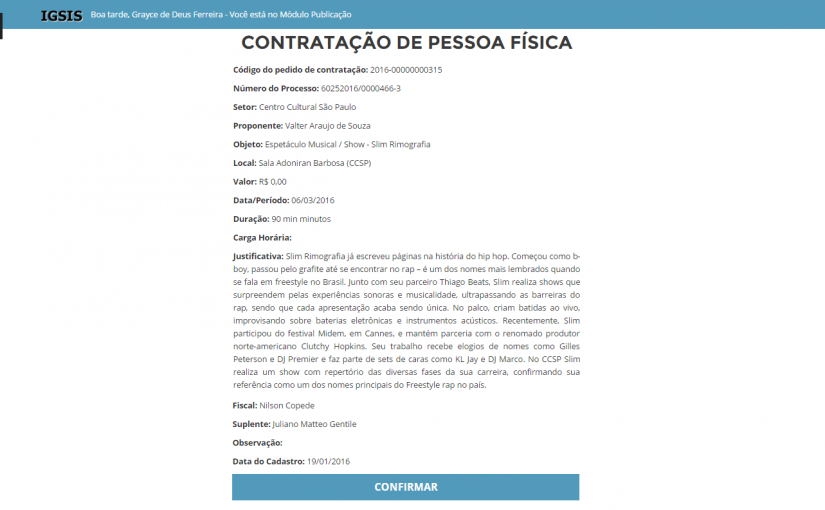 IGSIS Boa tarde, Grayce de Deus Ferreira - Você está no Módulo Publicação
CONTRATAÇÃO DE PESSOA FÍSICA
Código do pedido de contratação: 2016-00000000315
Número do Processo: 60252016/0000466-3
Setor: Centro Cultural São Paulo
Proponente: Valter Araujo de Souza
Objeto: Espetáculo Musical / Show - Slim Rimografia
Local: Sala Adoniran Barbosa (CCSP)
Valor: R$ 0,00
Data/Período: 06/03/2016
Duração: 90 min minutos
Carga Horária:
Justificativa: Slim Rimografia já escreveu páginas na história do hip hop. Começou como b-
boy, passou pelo grafite até se encontrar no rap – é um dos nomes mais lembrados quando
se fala em freestyle no Brasil. Junto com seu parceiro Thiago Beats, Slim realiza shows que
surpreendem pelas experiências sonoras e musicalidade, ultrapassando as barreiras do
rap, sendo que cada apresentação acaba sendo única. No palco, criam batidas ao vivo,
improvisando sobre baterias eletrônicas e instrumentos acústicos. Recentemente, Slim
participou do festival Midem, em Cannes, e mantém parceria com o renomado produtor
norte-americano Clutchy Hopkins. Seu trabalho recebe elogios de nomes como Gilles
Peterson e DJ Premier e faz parte de sets de caras como KL Jay e DJ Marco. No CCSP Slim
realiza um show com repertório das diversas fases da sua carreira, confirmando sua
referência como um dos nomes principais do Freestyle rap no país.
Fiscal: Nilson Copede
Suplente: Juliano Matteo Gentile
Observação:
Data do Cadastro: 19/01/2016
CONFIRMAR